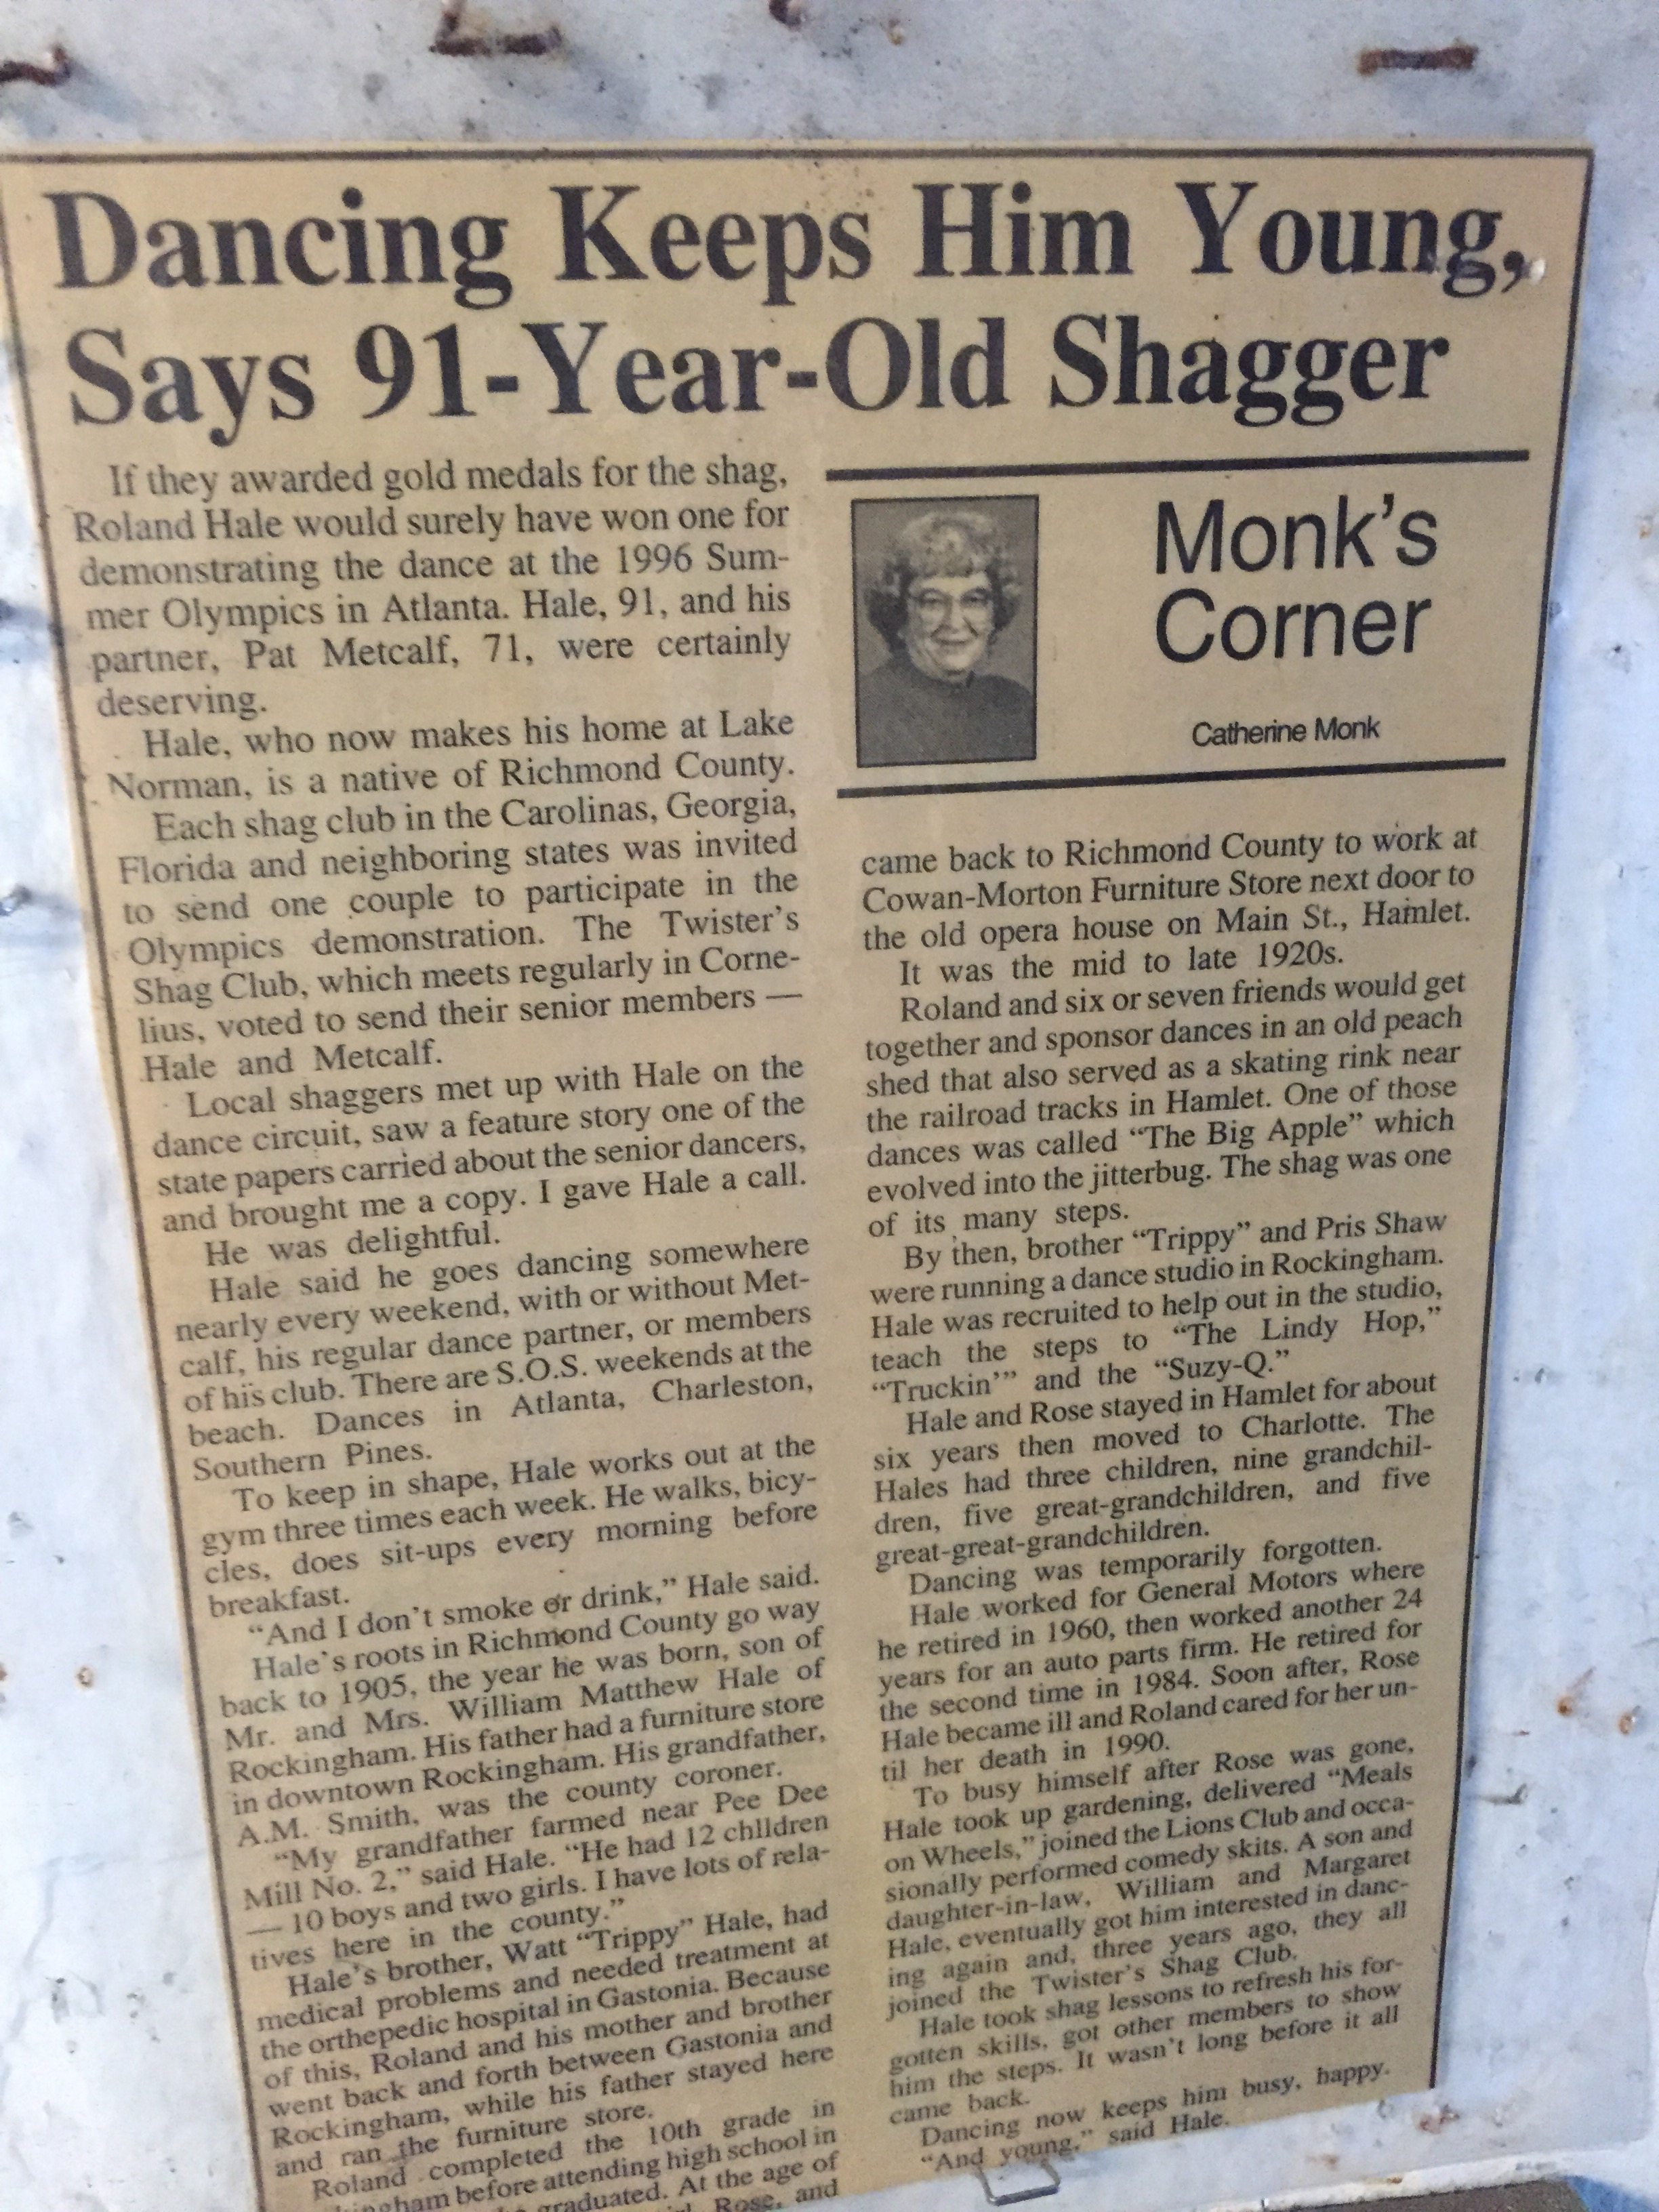 Dancing Keeps Him Young,
Says 91-Year-Old Shagger
If they awarded gold medals for the shag,
Roland Hale would surely have won one for
demonstrating the dance at the 1996 Sum-
mer Olympics in Atlanta. Hale, 91, and his
partner, Pat Metcalf, 71, were certainly
deserving.
Hale, who now makes his home at Lake
Norman, is a native of Richmond County.
Each shag club in the Carolinas, Georgia,
Florida and neighboring states was invited
to send one couple to participate in the
Olympics demonstration. The Twister's
Shag Club, which meets regularly in Corne-
lius, voted to send their senior members —
Hale and Metcalf.
Local shaggers met up with Hale on the
dance circuit, saw a feature story one of the
state papers carried about the senior dancers,
and brought me a copy. I gave Hale a call.
He was delightful.
Hale said he goes dancing somewhere
nearly every weekend, with or without Met-
calf, his regular dance partner, or members
of his club. There are S.O.S. weekends at the
beach. Dances in Atlanta, Charleston,
Southern Pines.
To keep in shape, Hale works out at the
gym three times each week. He walks, bicy-
cles, does sit-ups every morning before
breakfast.
"And I don't smoke or drink," Hale said.
Hale's roots in Richmond County go way
back to 1905, the year he was born, son of
Mr. and Mrs. William Matthew Hale of
Rockingham. His father had a furniture store
in downtown Rockingham. His grandfather,
A.M. Smith, was the county coroner.
"My grandfather farmed near Pee Dee
Mill No. 2," said Hale. "He had 12 chlldren
— 10 boys and two girls. I have lots of rela-
tives here in the county."
Hale's brother, Watt "Trippy" Hale, had
medical problems and needed treatment at
the orthepedic hospital in Gastonia. Because
of this, Roland and his mother and brother
went back and forth between Gastonia and
Rockingham, while his father stayed here
and ran the furniture store.
Roland completed the 10th grade in
kingham before attending high school in
graduated. At the age of
Rose, and
Monk's
Corner
Catherine Monk
came back to Richmond County to work at
Cowan-Morton Furniture Store next door to
the old opera house on Main St., Hamlet.
It was the mid to late 1920s.
Roland and six or seven friends would get
together and sponsor dances in an old peach
shed that also served as a skating rink near
the railroad tracks in Hamlet. One of those
dances was called "The Big Apple" which
evolved into the jitterbug. The shag was one
of its many steps.
By then, brother "Trippy" and Pris Shaw
were running a dance studio in Rockingham.
Hale was recruited to help out in the studio,
teach the steps to "The Lindy Hop,"
"Truckin'" and the "Suzy-Q."
Hale and Rose stayed in Hamlet for about
six years then moved to Charlotte. The
Hales had three children, nine grandchil-
dren, five great-grandchildren, and five
great-great-grandchildren.
Dancing was temporarily forgotten.
Hale worked for General Motors where
he retired in 1960, then worked another 24
years for an auto parts firm. He retired for
the second time in 1984. Soon after, Rose
Hale became ill and Roland cared for her un-
til her death in 1990.
To busy himself after Rose was gone,
Hale took up gardening, delivered "Meals
on Wheels," joined the Lions Club and occa-
sionally performed comedy skits. A son and
daughter-in-law, William and Margaret
Hale, eventually got him interested in danc-
ing again and, three years ago, they all
joined the Twister's Shag Club.
Hale took shag lessons to refresh his for-
gotten skills, got other members to show
him the steps. It wasn't long before it all
came back.
Dancing now keeps him busy, happy.
"And young," said Hale.